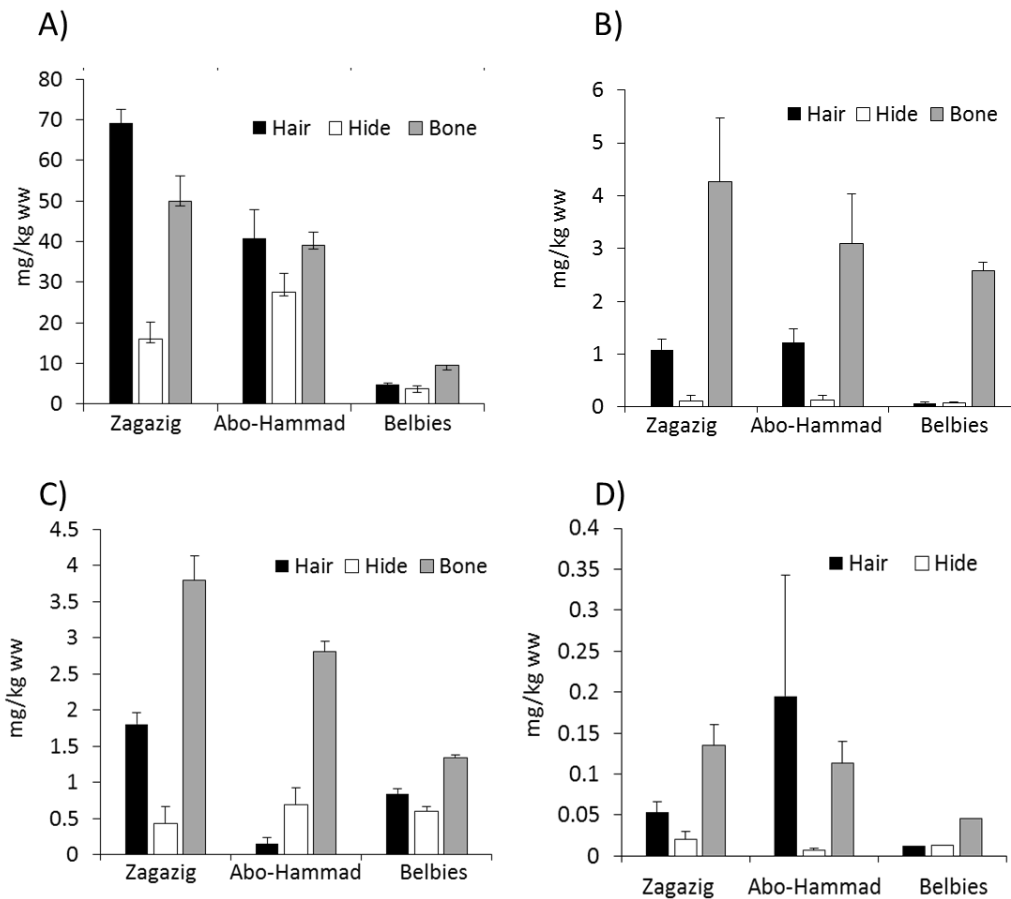 A)
80
70
60
50
40
30
20
10
0
mg/kg ww
Hair Hide Bone
Zagazig Abo-Hammad Belbies
B)
6
5
4
3
2
1
0
mg/kg ww
Hair Hide Bone
Zagazig Abo-Hammad Belbies
C)
4.5
4
3.5
3
2.5
2
1.5
1
0.5
0
mg/kg ww
Hair Hide Bone
Zagazig Abo-Hammad Belbies
D)
0.4
0.35
0.3
0.25
0.2
0.15
0.1
0.05
0
mg/kg ww
Hair Hide
Zagazig Abo-Hammad Belbies